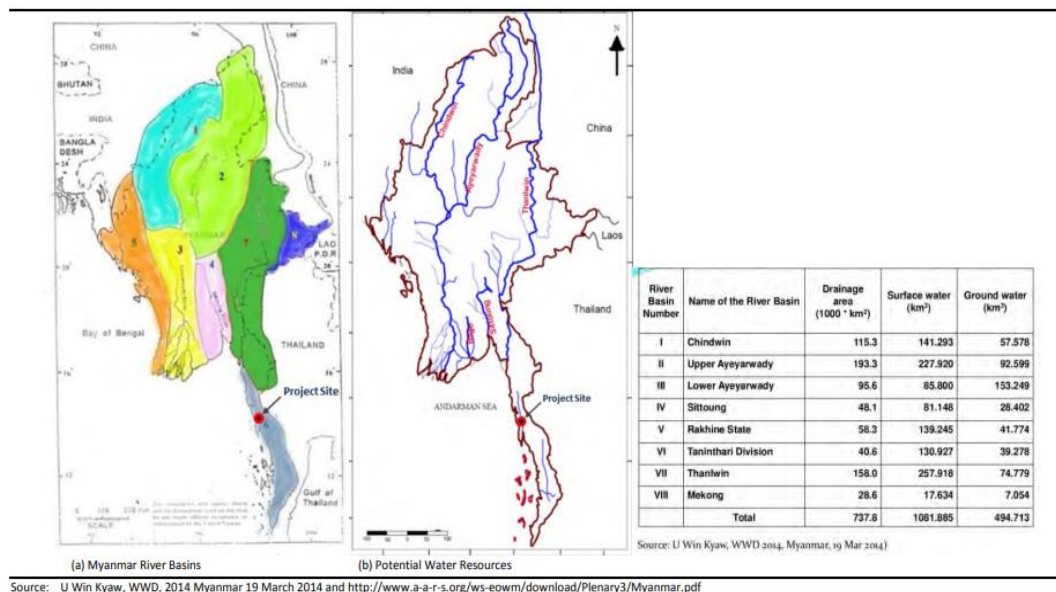 CHINA
BHUTAN
INDIA
CHINA
BANGLA
DESH
1
2
3
4
5
7
LAO
P.D.R
Bay of Bengal
THAILAND
Project Site
Gulf of
Thailand
SCALE
(a) Myanmar River Basins
N
India
China
Chindwin
Ayeyarwady
Thanlwin
Laos
Thailand
Sittoung
ANDARMAN SEA
Project Site
(b) Potential Water Resources
River Basin Number Name of the River Basin Drainage area (1000 * km²) Surface water (km³) Ground water (km³)
I Chindwin 115.3 141.293 57.578
II Upper Ayeyarwady 193.3 227.920 92.599
III Lower Ayeyarwady 95.6 85.800 153.249
IV Sittoung 48.1 81.148 28.402
V Rakhine State 58.3 139.245 41.774
VI Taninthari Division 40.6 130.927 39.278
VII Thanlwin 158.0 257.918 74.779
VIII Mekong 28.6 17.634 7.054
Total 737.8 1081.885 494.713
Source: U Win Kyaw, WWD 2014, Myanmar, 19 Mar 2014)
Source: U Win Kyaw, WWD, 2014 Myanmar 19 March 2014 and http://www.a-a-r-s.org/ws-eowm/download/Plenary3/Myanmar.pdf